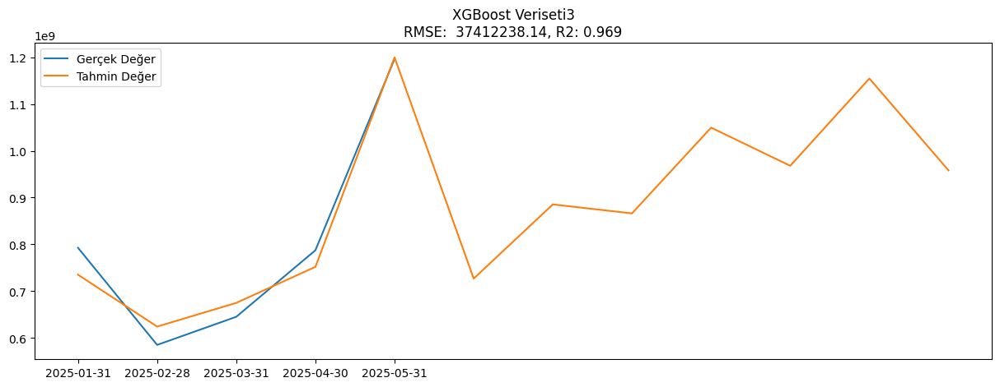 XGBoost Veriseti3
RMSE:  37412238.14, R2: 0.969
1e9
Gerçek Değer
Tahmin Değer
1.2
1.1
1.0
0.9
0.8
0.7
0.6
2025-01-31 2025-02-28 2025-03-31 2025-04-30 2025-05-31